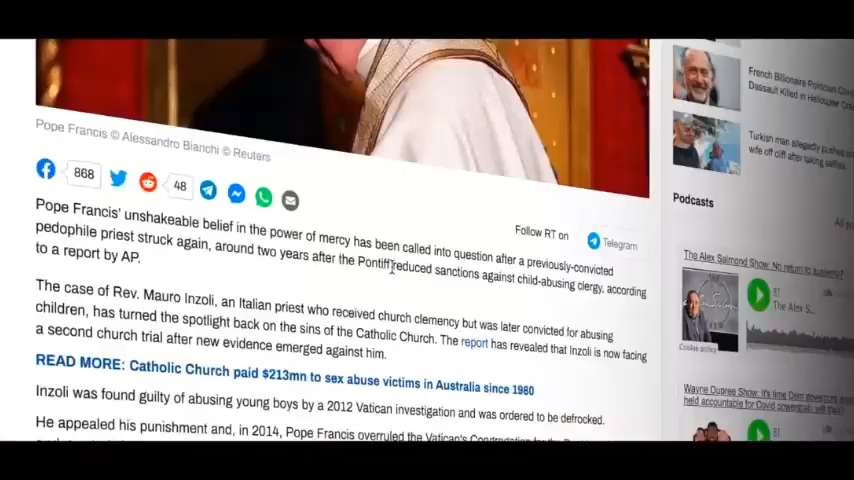 Pope Francis © Alessandro Bianchi © Reuters
868
48
Follow RT on
Telegram
Pope Francis' unshakeable belief in the power of mercy has been called into question after a previously-convicted
pedophile priest struck again, around two years after the Pontiff reduced sanctions against child-abusing clergy, according
to a report by AP.
The case of Rev. Mauro Inzoli, an Italian priest who received church clemency but was later convicted for abusing
children, has turned the spotlight back on the sins of the Catholic Church. The report has revealed that Inzoli is now facing
a second church trial after new evidence emerged against him.
READ MORE: Catholic Church paid $213mn to sex abuse victims in Australia since 1980
Inzoli was found guilty of abusing young boys by a 2012 Vatican investigation and was ordered to be defrocked.
He appealed his punishment and, in 2014, Pope Francis overruled the Vatican's Congregation for the
French Billionaire Politician
Dassault Killed in Helicopter
Turkish man allegedly pushes
wife off cliff after taking selfies
Podcasts
All
The Alex Salmond Show: No return to austerity?
RT
The Alex S...
Cookie policy
Wayne Dupree Show: It's time Dem governors
held accountable for Covid
RT